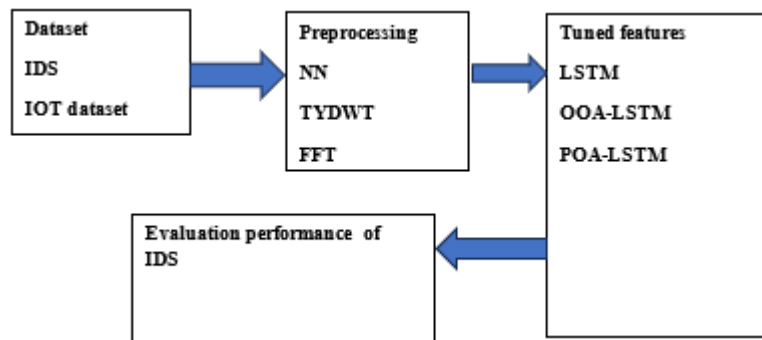 Dataset
IDS
IOT dataset
Preprocessing
NN
TYDWT
FFT
Tuned features
LSTM
OOA-LSTM
POA-LSTM
Evaluation performance of
IDS